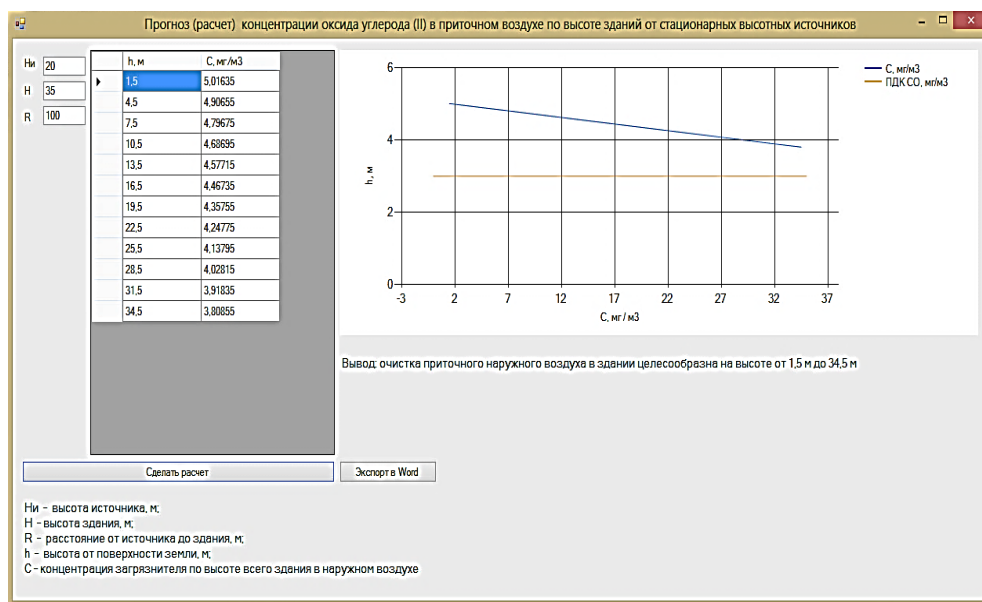 Прогноз (расчет) концентрации оксида углерода (II) в приточном воздухе по высоте зданий от стационарных высотных источников
Ни 20
Н 35
R 100
h, м С, мг/м3
1,5 5,01635
4,5 4,90655
7,5 4,79675
10,5 4,68695
13,5 4,57715
16,5 4,46735
19,5 4,35755
22,5 4,24775
25,5 4,13795
28,5 4,02815
31,5 3,91835
34,5 3,80855
6
4
2
0
h, м
-3 2 7 12 17 22 27 32 37
С, мг/м3
С, мг/м3
ПДК СО, мг/м3
Вывод: очистка приточного наружного воздуха в здании целесообразна на высоте от 1,5 м до 34,5 м
Сделать расчет
Экспорт в Word
Ни - высота источника, м;
Н - высота здания, м;
R - расстояние от источника до здания, м;
h - высота от поверхности земли, м;
С - концентрация загрязнителя по высоте всего здания в наружном воздухе